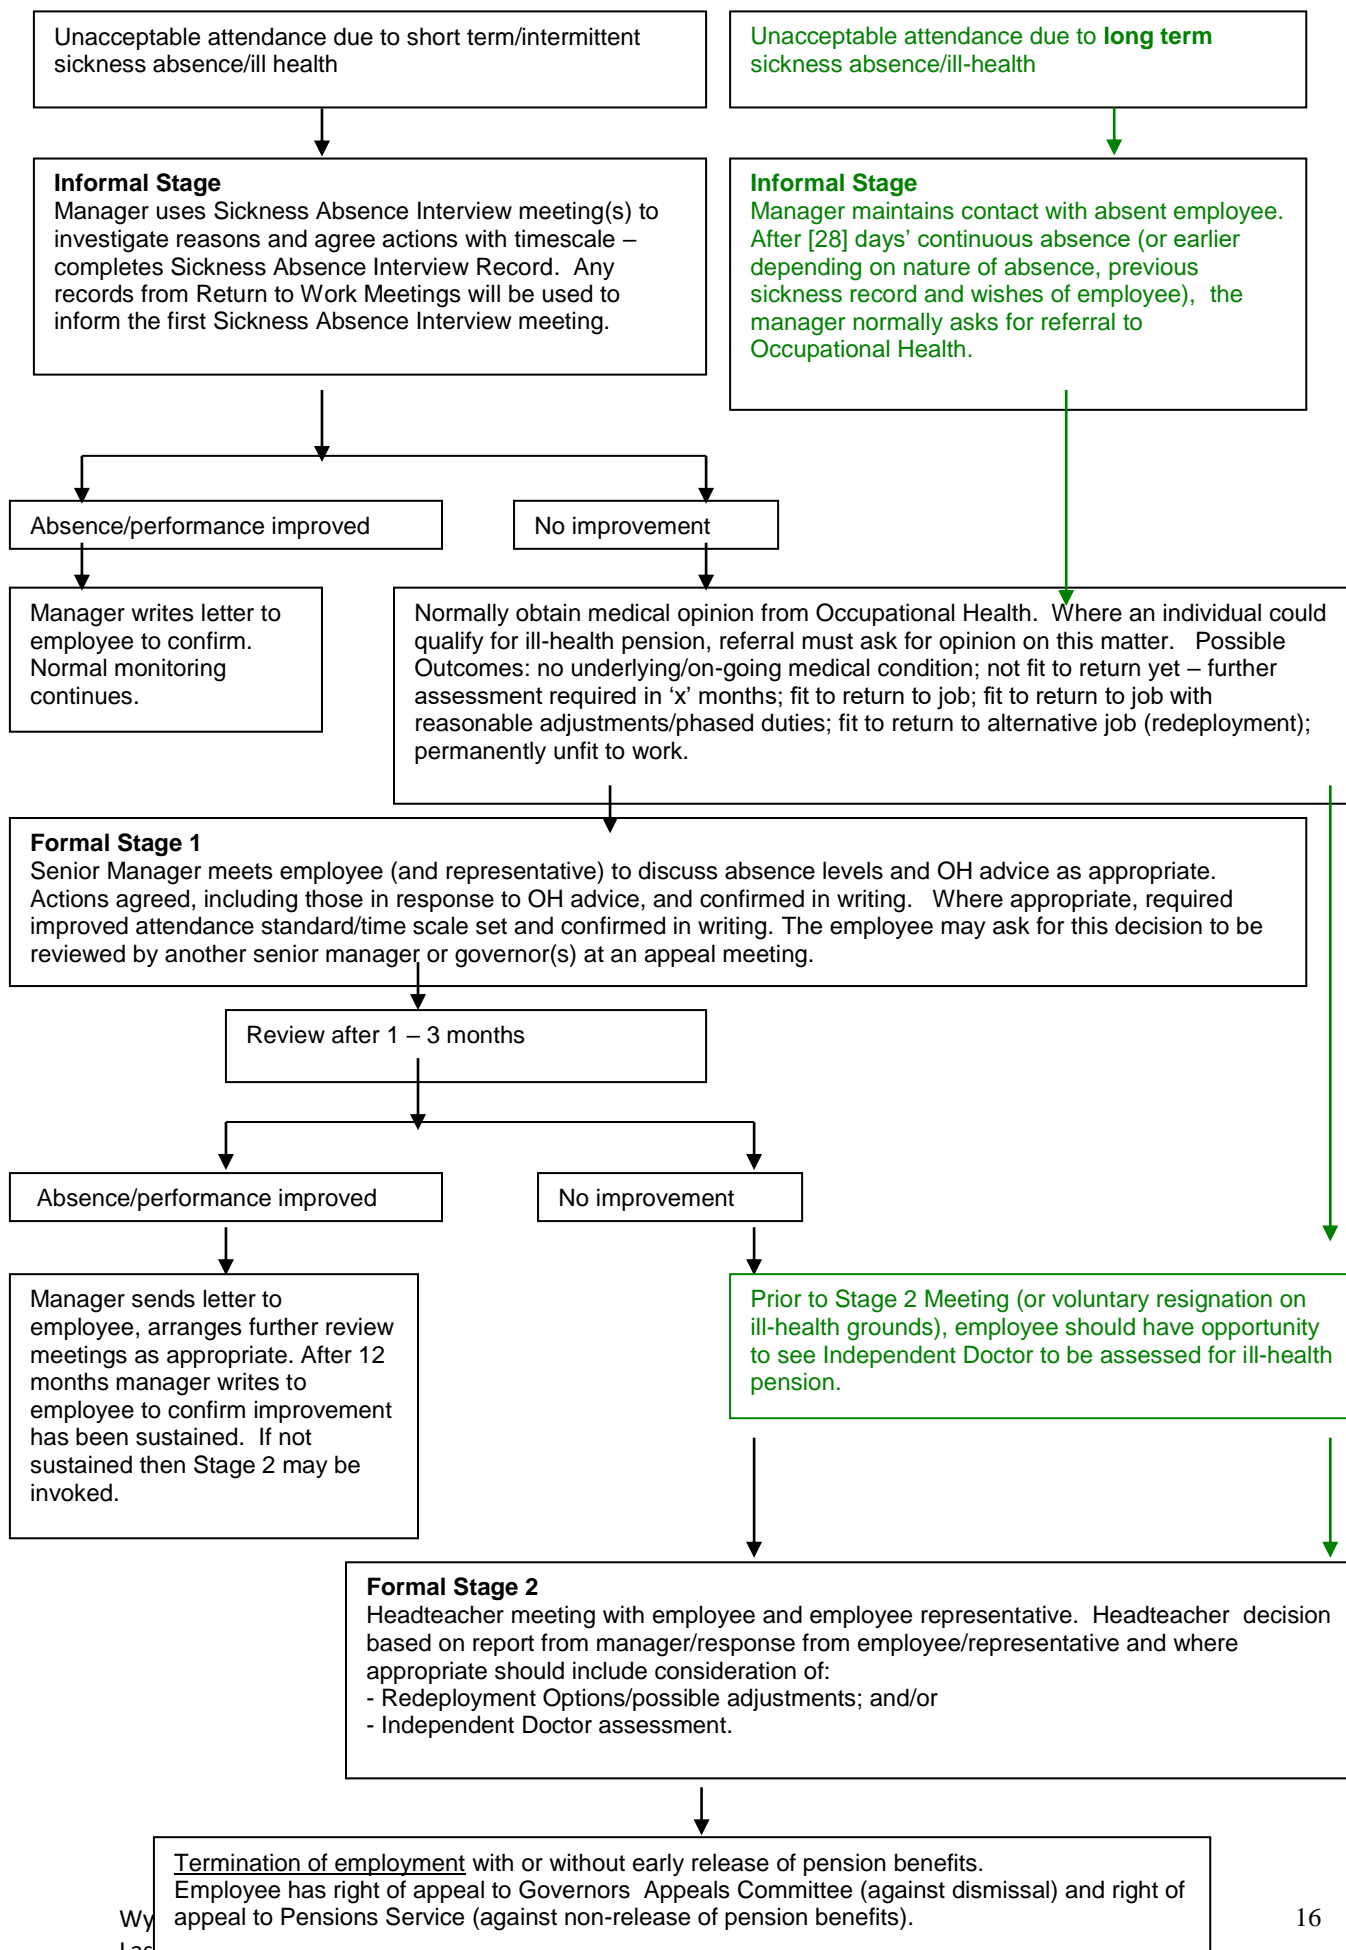 Unacceptable attendance due to short term/intermittent
sickness absence/ill health
Unacceptable attendance due to long term
sickness absence/ill-health
Informal Stage
Manager uses Sickness Absence Interview meeting(s) to
investigate reasons and agree actions with timescale –
completes Sickness Absence Interview Record. Any
records from Return to Work Meetings will be used to
inform the first Sickness Absence Interview meeting.
Informal Stage
Manager maintains contact with absent employee.
After [28] days' continuous absence (or earlier
depending on nature of absence, previous
sickness record and wishes of employee), the
manager normally asks for referral to
Occupational Health.
Absence/performance improved
No improvement
Manager writes letter to
employee to confirm.
Normal monitoring
continues.
Normally obtain medical opinion from Occupational Health. Where an individual could
qualify for ill-health pension, referral must ask for opinion on this matter. Possible
Outcomes: no underlying/on-going medical condition; not fit to return yet – further
assessment required in ‘x’ months; fit to return to job; fit to return to job with
reasonable adjustments/phased duties; fit to return to alternative job (redeployment);
permanently unfit to work.
Formal Stage 1
Senior Manager meets employee (and representative) to discuss absence levels and OH advice as appropriate.
Actions agreed, including those in response to OH advice, and confirmed in writing. Where appropriate, required
improved attendance standard/time scale set and confirmed in writing. The employee may ask for this decision to be
reviewed by another senior manager or governor(s) at an appeal meeting.
Review after 1 – 3 months
Absence/performance improved
No improvement
Manager sends letter to
employee, arranges further review
meetings as appropriate. After 12
months manager writes to
employee to confirm improvement
has been sustained. If not
sustained then Stage 2 may be
invoked.
Prior to Stage 2 Meeting (or voluntary resignation on
ill-health grounds), employee should have opportunity
to see Independent Doctor to be assessed for ill-health
pension.
Formal Stage 2
Headteacher meeting with employee and employee representative. Headteacher decision
based on report from manager/response from employee/representative and where
appropriate should include consideration of:
- Redeployment Options/possible adjustments; and/or
- Independent Doctor assessment.
Termination of employment with or without early release of pension benefits.
Employee has right of appeal to Governors Appeals Committee (against dismissal) and right of
appeal to Pensions Service (against non-release of pension benefits).
Wy
16